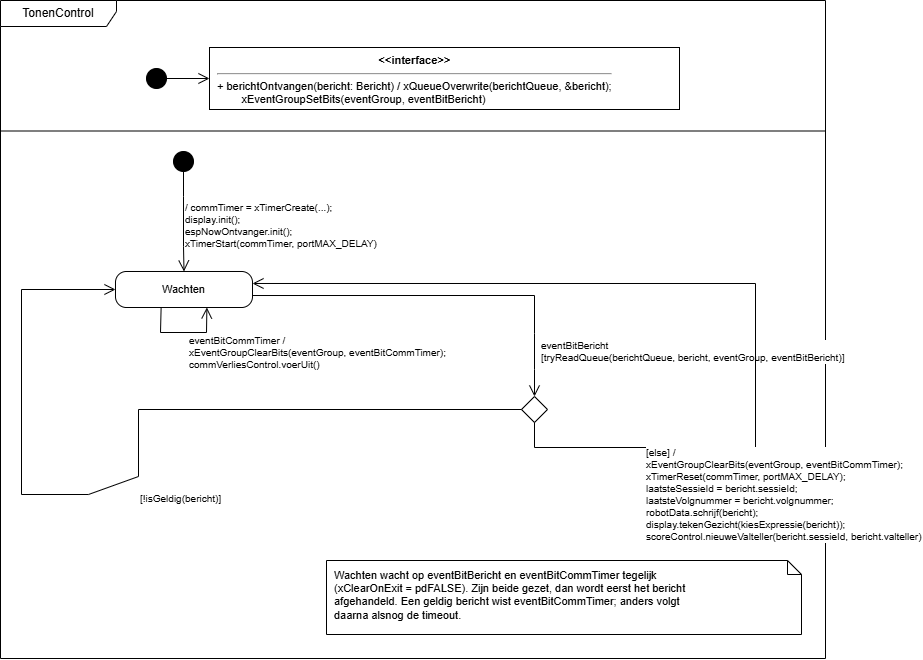 TonenControl
<<interface>>
+ berichtOntvangen(bericht: Bericht) / xQueueOverwrite(berichtQueue, &bericht);
xEventGroupSetBits(eventGroup, eventBitBericht)
/ commTimer = xTimerCreate(...);
display.init();
espNowOntvanger.init();
xTimerStart(commTimer, portMAX_DELAY)
Wachten
eventBitCommTimer /
xEventGroupClearBits(eventGroup, eventBitCommTimer);
commVerliesControl.voerUit()
eventBitBericht
[tryReadQueue(berichtQueue, bericht, eventGroup, eventBitBericht)]
[else] /
xEventGroupClearBits(eventGroup, eventBitCommTimer);
xTimerReset(commTimer, portMAX_DELAY);
laatsteSessieId = bericht.sessieId;
laatsteVolgnummer = bericht.volgnummer;
robotData.schrijf(bericht);
display.tekenGezicht(kiesExpressie(bericht));
scoreControl.nieuweValteller(bericht.sessieId, bericht.valteller)
[!isGeldig(bericht)]
Wachten wacht op eventBitBericht en eventBitCommTimer tegelijk
(xClearOnExit = pdFALSE). Zijn beide gezet, dan wordt eerst het bericht
afgehandeld. Een geldig bericht wist eventBitCommTimer; anders volgt
daarna alsnog de timeout.